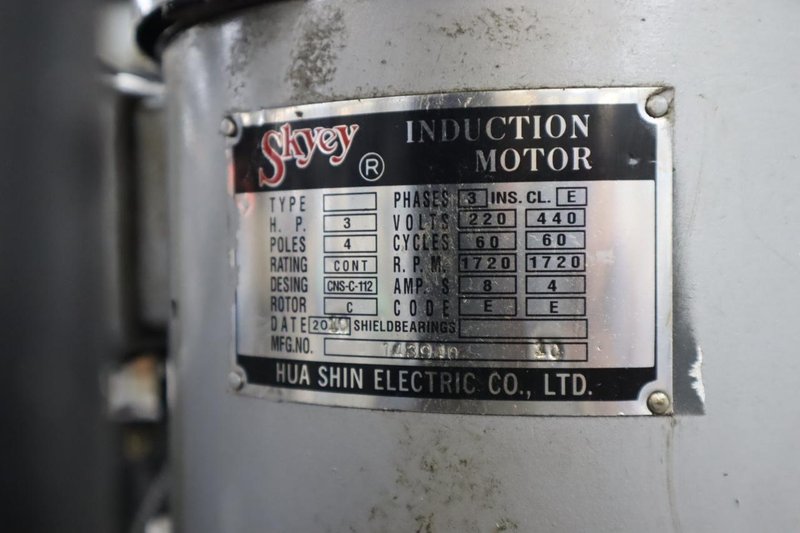 Skyey ® INDUCTION
MOTOR
TYPE PHASES 3 INS. CL. E
H. P. 3 VOLTS 220 440
POLES 4 CYCLES 60 60
RATING CONT R. P. M. 1720 1720
DESING CNS-C-112 AMP. S 8 4
ROTOR C CODE E E
DATE SHIELDBEARINGS
MFG.NO.
HUA SHIN ELECTRIC CO., LTD.